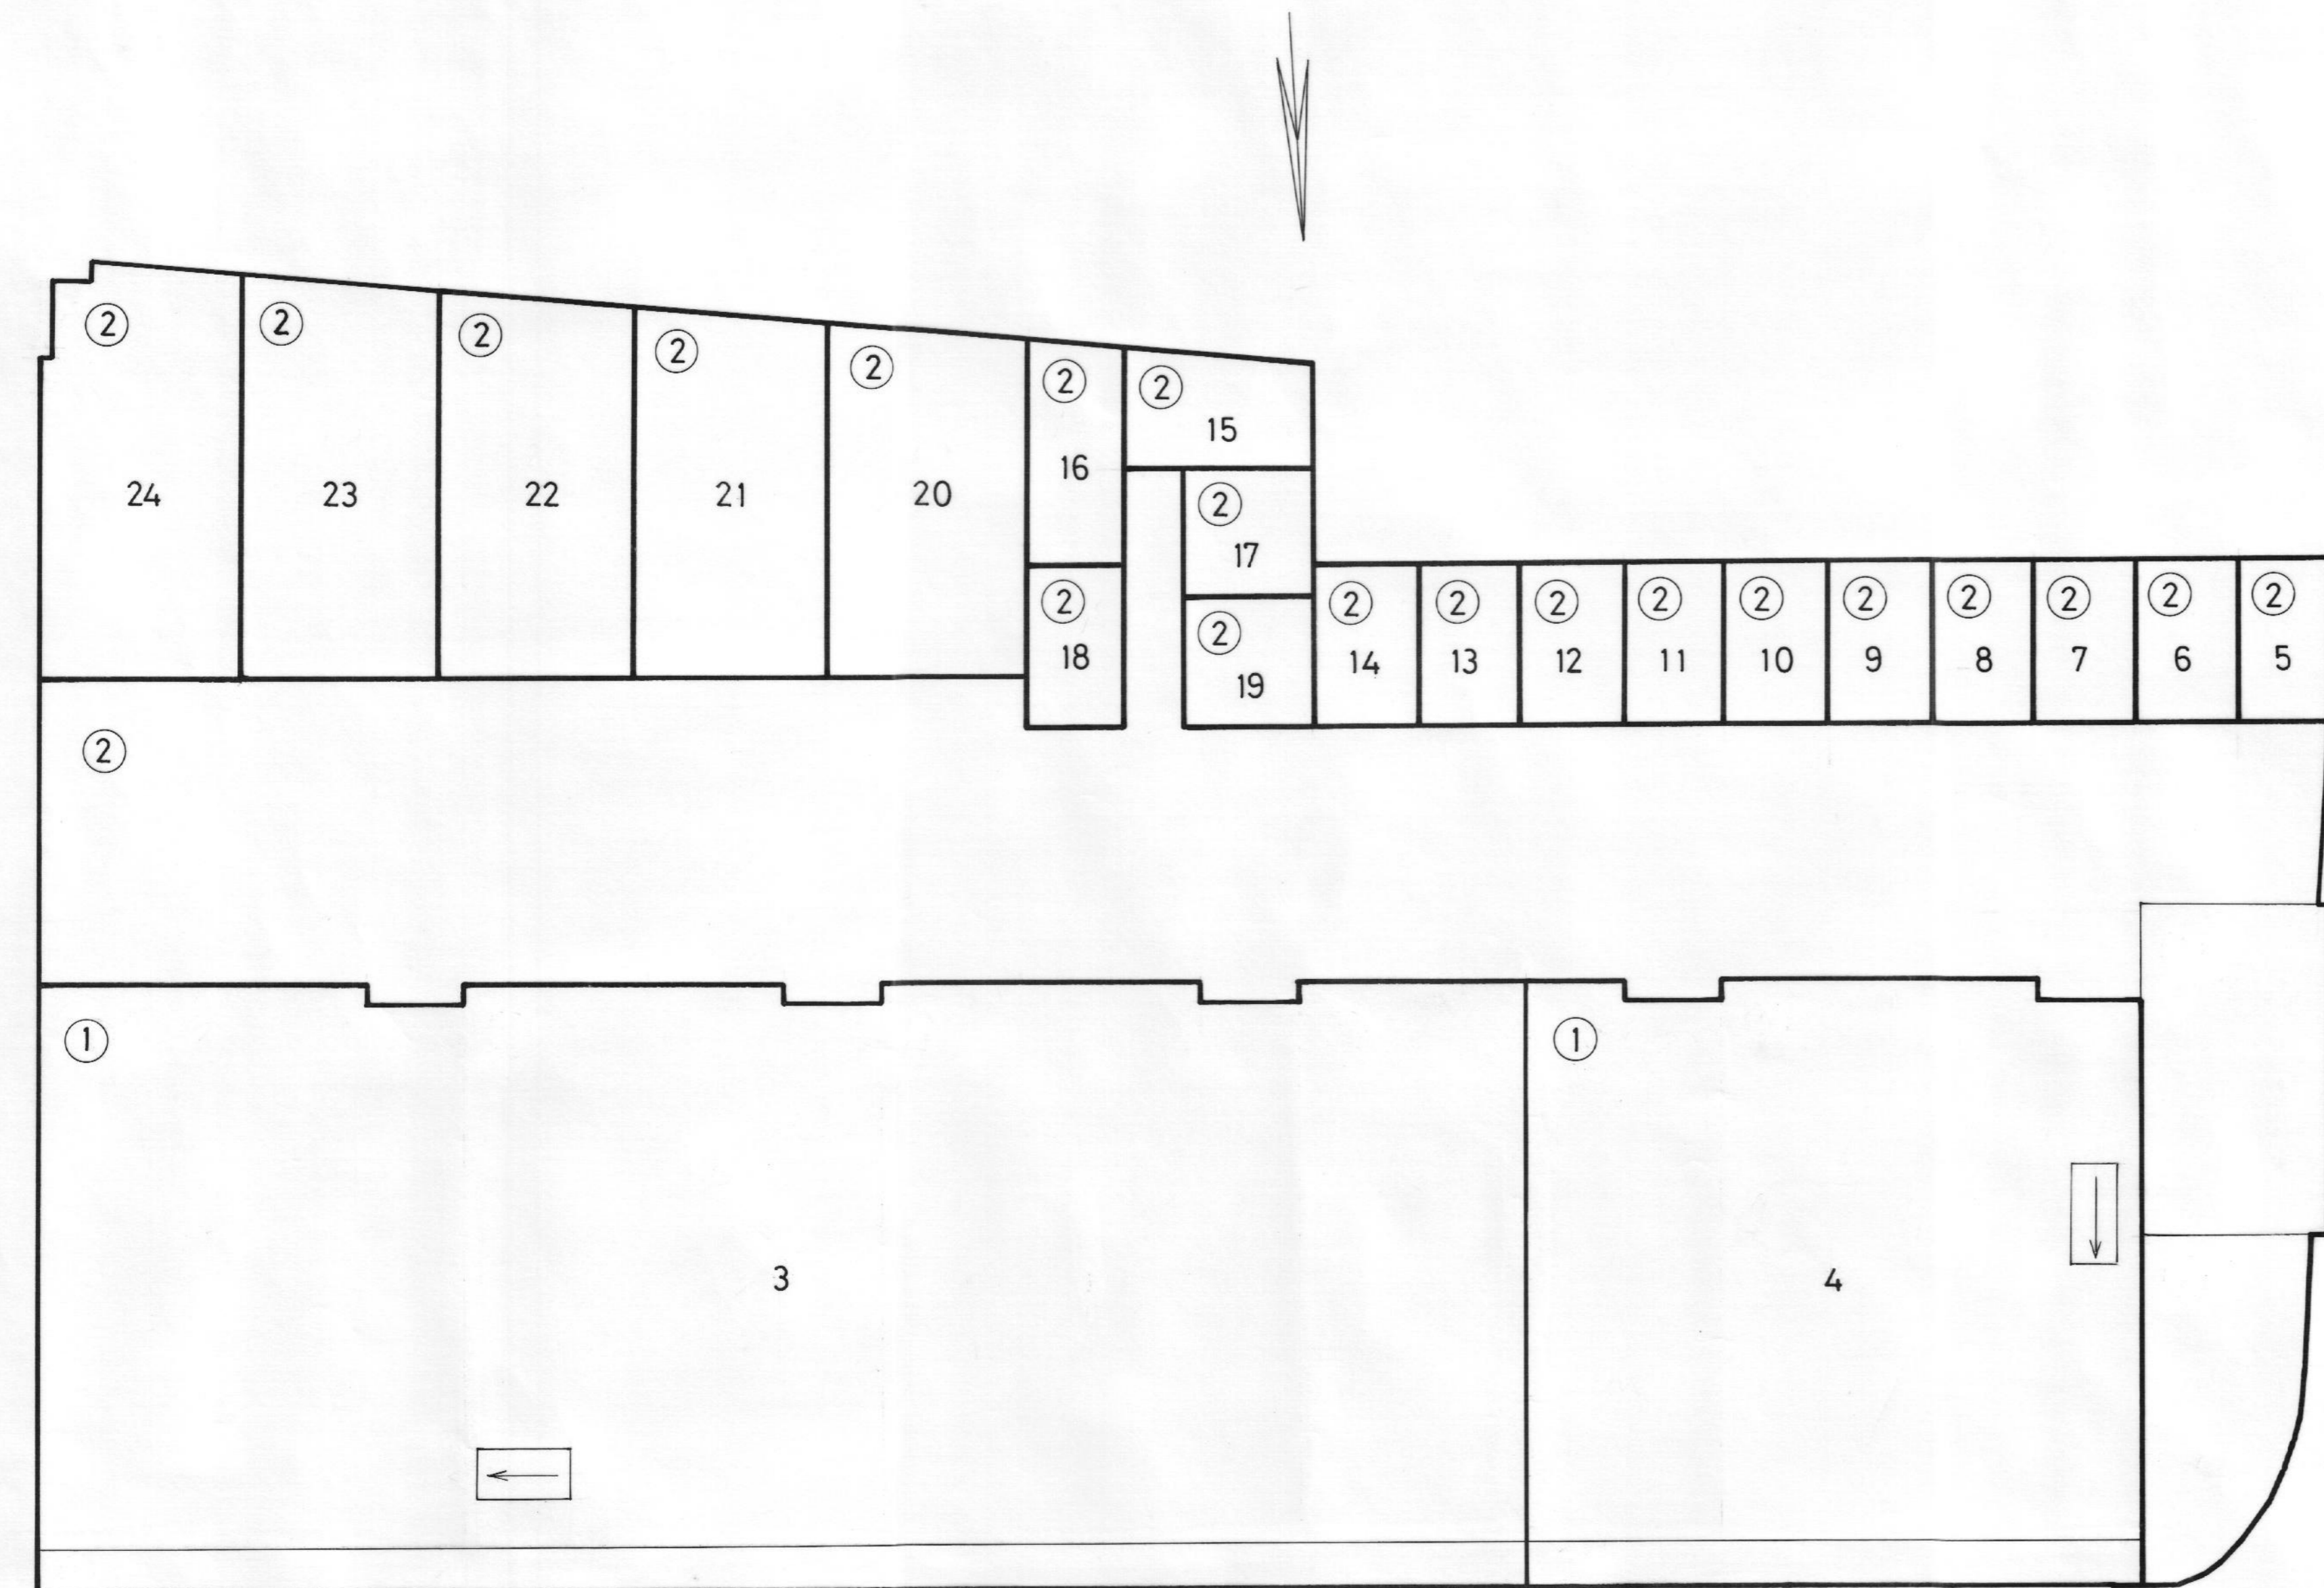 ② ② ② ② ② ② ②
24 23 22 21 20 16 15
② ②
18 17
② ② ② ② ② ② ② ② ② ② ②
19 14 13 12 11 10 9 8 7 6 5
②
① ①
3 4